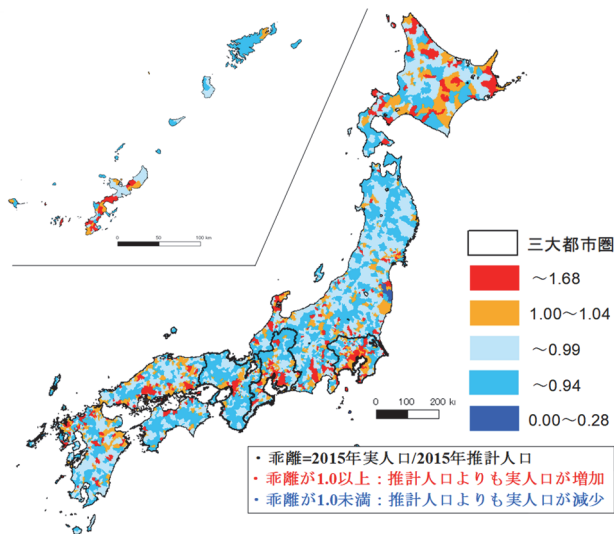 0 50 100 km
三大都市圏
～1.68
1.00～1.04
～0.99
～0.94
0.00～0.28
0 100 200 ki
・乖離=2015年実人口/2015年推計人口
・乖離が1.0以上：推計人口よりも実人口が増加
・乖離が1.0未満：推計人口よりも実人口が減少